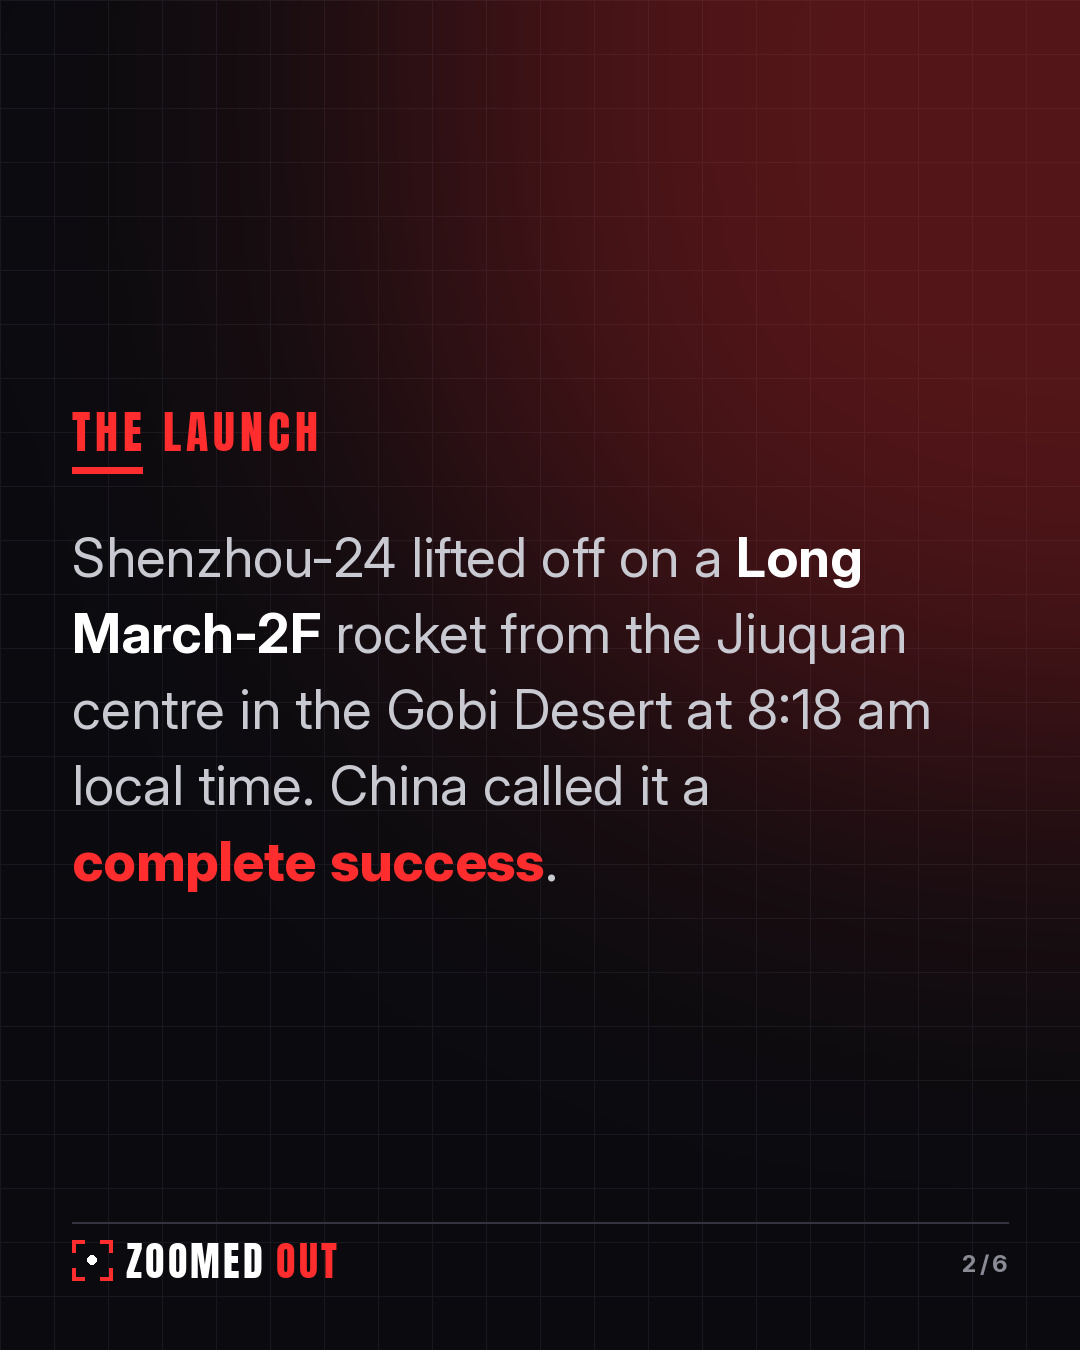 THE LAUNCH
Shenzhou-24 lifted off on a Long
March-2F rocket from the Jiuquan
centre in the Gobi Desert at 8:18 am
local time. China called it a
complete success.
ZOOMED OUT
2/6